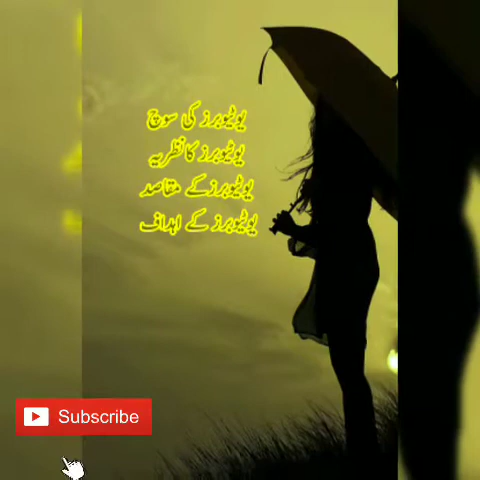 یوٹیوبرز کی سوچ
یوٹیوبرز کا نظریہ
یوٹیوبرز کے مقاصد
یوٹیوبرز کے اہداف
Subscribe